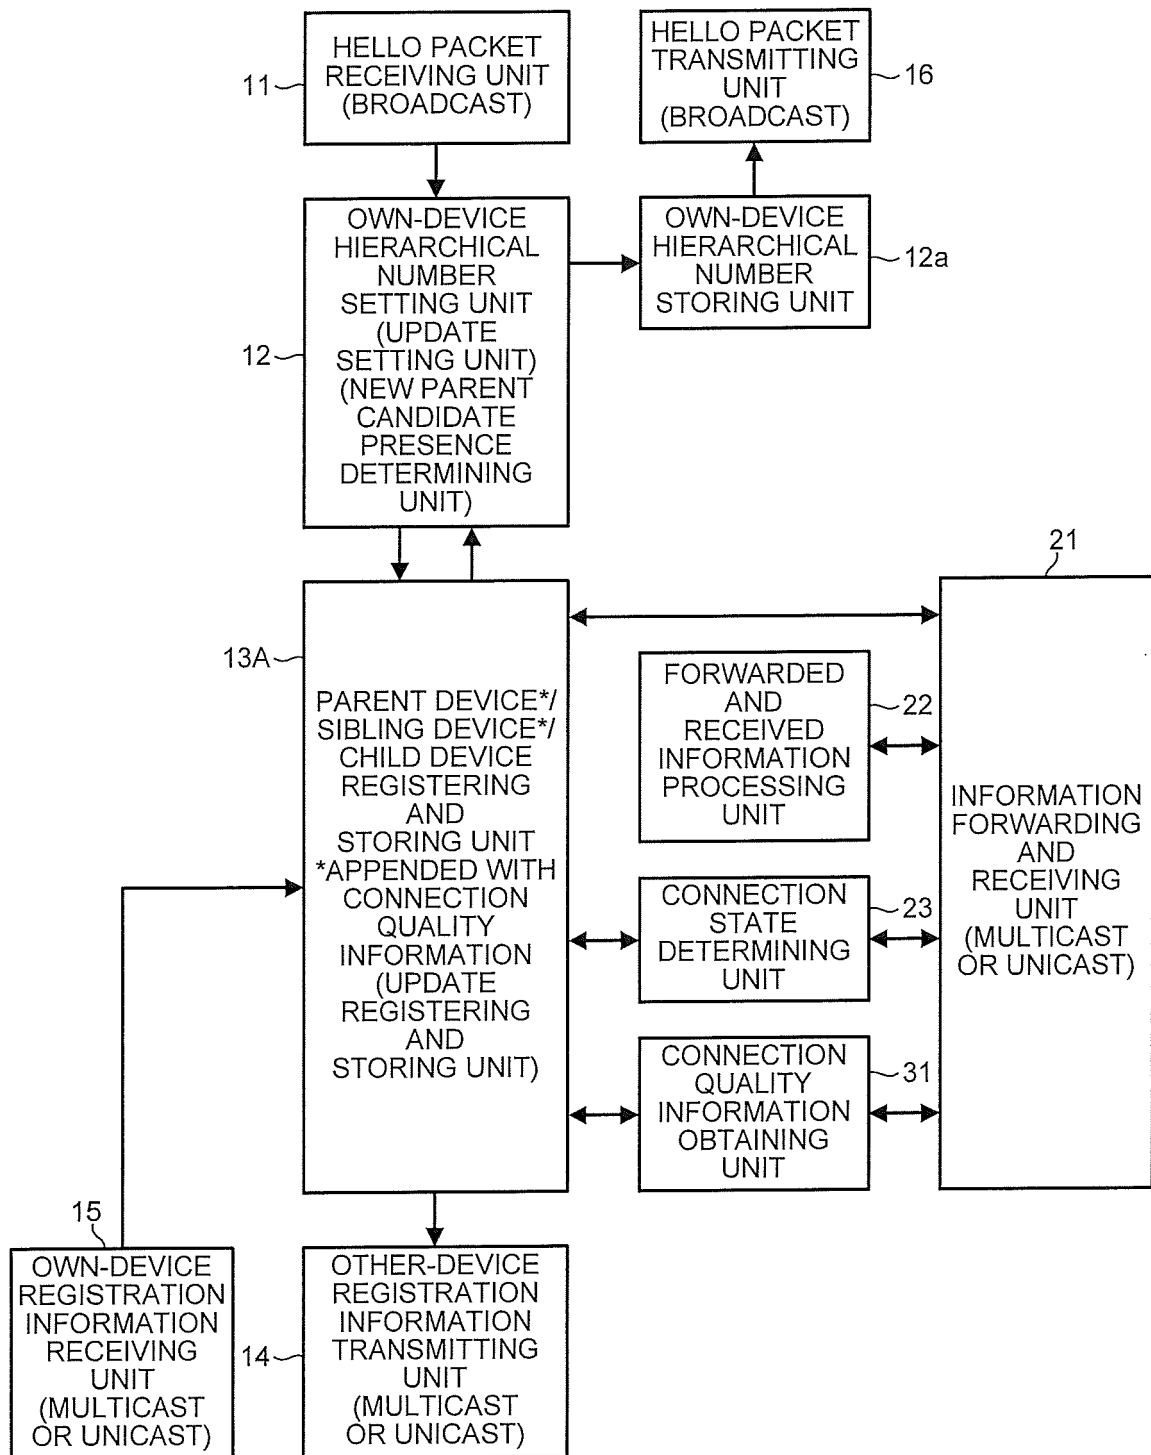 HELLO PACKET
RECEIVING UNIT
(BROADCAST)
11
HELLO PACKET
TRANSMITTING
UNIT
(BROADCAST)
16
OWN-DEVICE
HIERARCHICAL
NUMBER
SETTING UNIT
(UPDATE
SETTING UNIT)
(NEW PARENT
CANDIDATE
PRESENCE
DETERMINING
UNIT)
12
OWN-DEVICE
HIERARCHICAL
NUMBER
STORING UNIT
12a
21
13A
PARENT DEVICE*/
SIBLING DEVICE*/
CHILD DEVICE
REGISTERING
AND
STORING UNIT
*APPENDED WITH
CONNECTION
QUALITY
INFORMATION
(UPDATE
REGISTERING
AND
STORING UNIT)
FORWARDED
AND
RECEIVED
INFORMATION
PROCESSING
UNIT
22
CONNECTION
STATE
DETERMINING
UNIT
23
CONNECTION
QUALITY
INFORMATION
OBTAINING
UNIT
31
INFORMATION
FORWARDING
AND
RECEIVING
UNIT
(MULTICAST
OR UNICAST)
15
OWN-DEVICE
REGISTRATION
INFORMATION
RECEIVING
UNIT
(MULTICAST
OR UNICAST)
14
OTHER-DEVICE
REGISTRATION
INFORMATION
TRANSMITTING
UNIT
(MULTICAST
OR UNICAST)